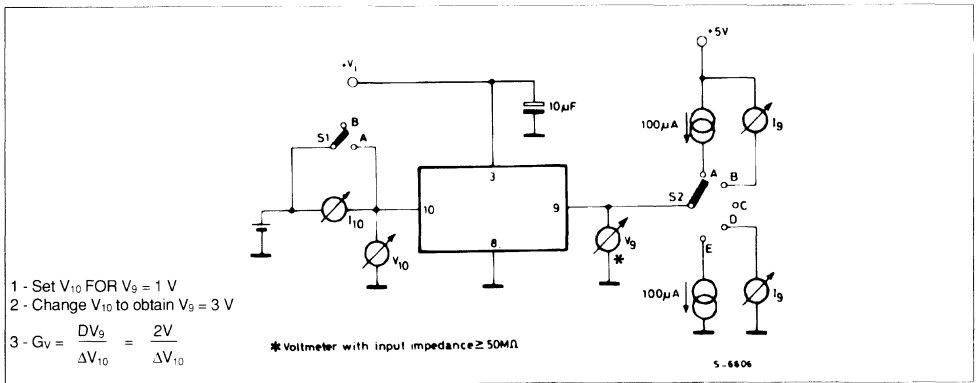 +5V
+Vi
10μF
100μA
I9
B
S1
A
A
B
S2
3
C
10
9
D
I10
E
V9
*
V10
8
100μA
I9
1 - Set V10 FOR V9 = 1 V
2 - Change V10 to obtain V9 = 3 V
3 - GV = DV9 / ΔV10 = 2V / ΔV10
* Voltmeter with input impedance ≥ 50MΩ
S-6606